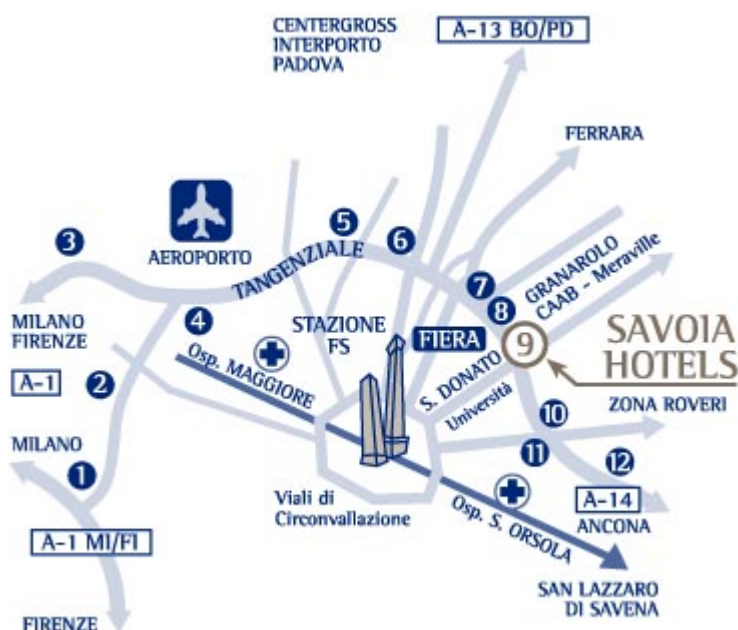 CENTERGROSS
INTERPORTO
PADOVA
A-13 BO/PD
FERRARA
3
AEROPORTO
TANGENZIALE
5
6
7
8
GRANAROLO
CAAB - Meraville
MILANO
FIRENZE
4
STAZIONE
FS
FIERA
9
SAVOIA
HOTELS
A-1
2
Osp. MAGGIORE
S. DONATO
Università
10
ZONA ROVERI
MILANO
1
11
12
Viali di
Circonvallazione
Osp. S. ORSOLA
A-14
ANCONA
A-1 MI/FI
SAN LAZZARO
DI SAVENA
FIRENZE